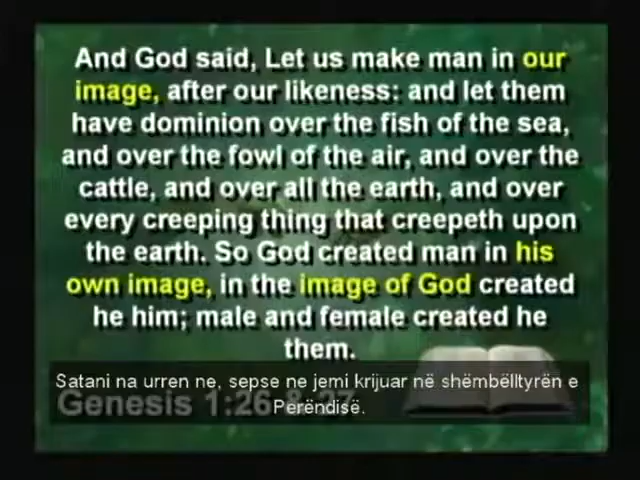 And God said, Let us make man in our
image, after our likeness: and let them
have dominion over the fish of the sea,
and over the fowl of the air, and over the
cattle, and over all the earth, and over
every creeping thing that creepeth upon
the earth. So God created man in his
own image, in the image of God created
he him; male and female created he
them.
Satani na urren ne, sepse ne jemi krijuar në shëmbëlltyrën e
Perëndisë.
Genesis 1:26 & 27